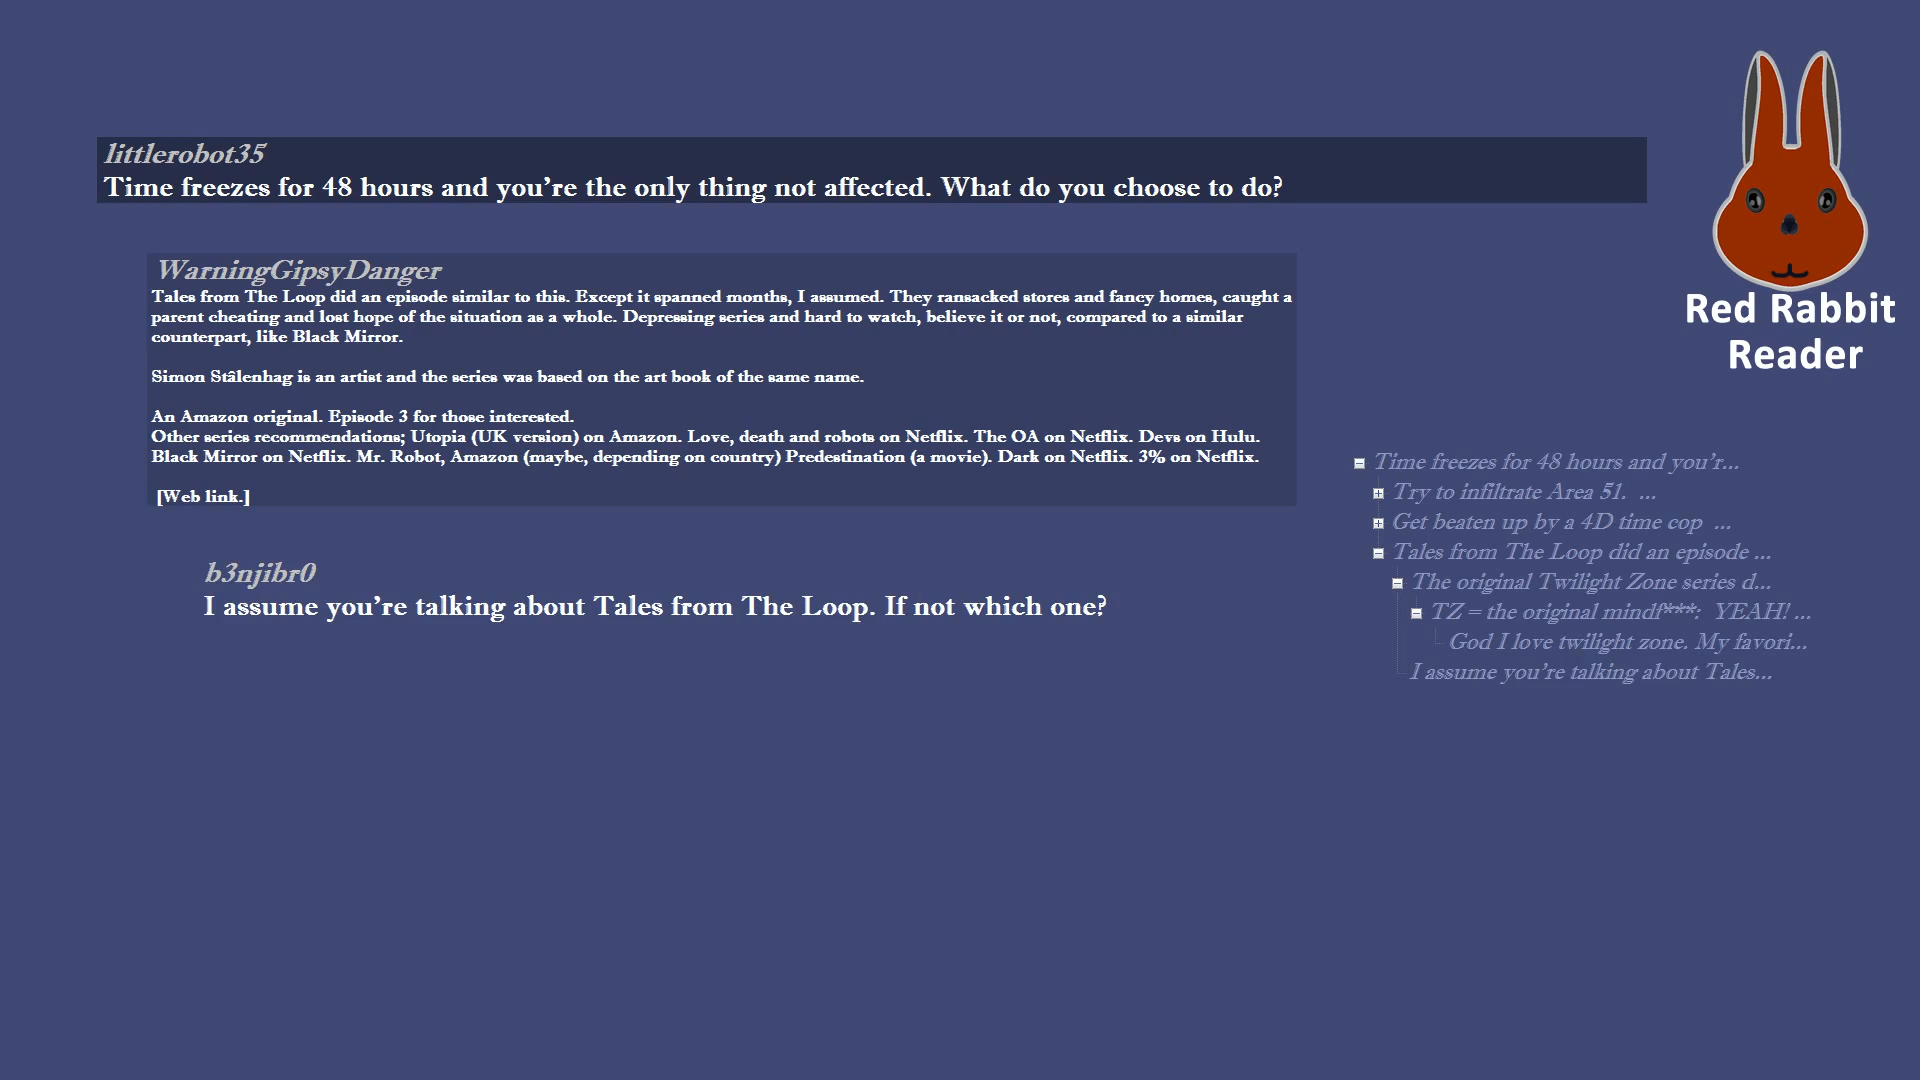 littlerobot35
Time freezes for 48 hours and you're the only thing not affected. What do you choose to do?
WarningGipsyDanger
Tales from The Loop did an episode similar to this. Except it spanned months, I assumed. They ransacked stores and fancy homes, caught a
parent cheating and lost hope of the situation as a whole. Depressing series and hard to watch, believe it or not, compared to a similar
counterpart, like Black Mirror.
Simon Stålenhag is an artist and the series was based on the art book of the same name.
An Amazon original. Episode 3 for those interested.
Other series recommendations; Utopia (UK version) on Amazon. Love, death and robots on Netflix. The OA on Netflix. Devs on Hulu.
Black Mirror on Netflix. Mr. Robot, Amazon (maybe, depending on country) Predestination (a movie). Dark on Netflix. 3% on Netflix.
[Web link.]
b3njibr0
I assume you're talking about Tales from The Loop. If not which one?
Red Rabbit
Reader
Time freezes for 48 hours and you'r...
Try to infiltrate Area 51. ...
Get beaten up by a 4D time cop ...
Tales from The Loop did an episode ...
The original Twilight Zone series d...
TZ = the original mindf***: YEAH! ...
God I love twilight zone. My favori...
I assume you're talking about Tales...